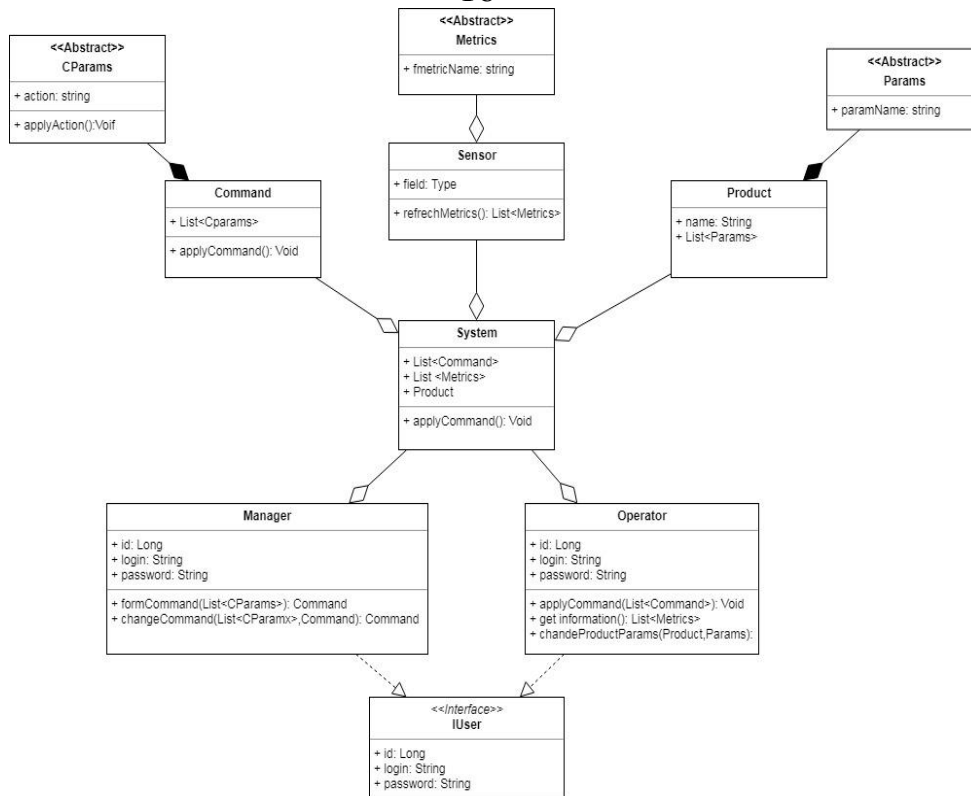 <<Abstract>>
CParams
+ action: string
+ applyAction():Voif
<<Abstract>>
Metrics
+ fmetricName: string
<<Abstract>>
Params
+ paramName: string
Command
+ List<Cparams>
+ applyCommand(): Void
Sensor
+ field: Type
+ refrechMetrics(): List<Metrics>
Product
+ name: String
+ List<Params>
System
+ List<Command>
+ List <Metrics>
+ Product
+ applyCommand(): Void
Manager
+ id: Long
+ login: String
+ password: String
+ formCommand(List<CParams>): Command
+ changeCommand(List<CParamx>,Command): Command
Operator
+ id: Long
+ login: String
+ password: String
+ applyCommand(List<Command>): Void
+ get information(): List<Metrics>
+ chandeProductParams(Product,Params):
<<Interface>>
IUser
+ id: Long
+ login: String
+ password: String